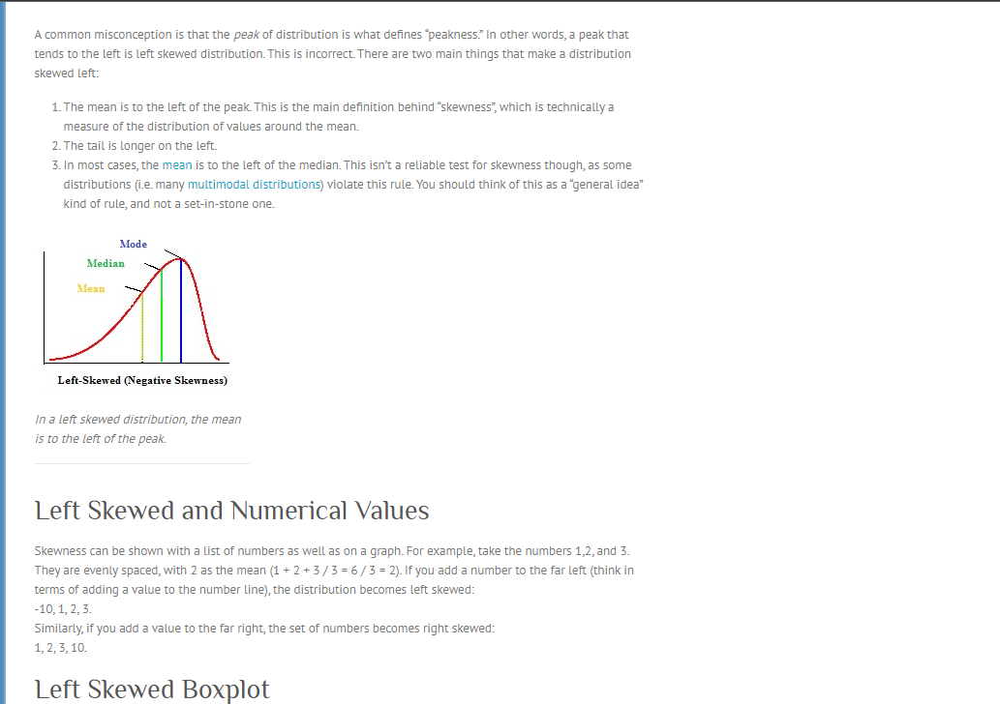 A common misconception is that the peak of distribution is what defines “peakness.” In other words, a peak that
tends to the left is left skewed distribution. This is incorrect. There are two main things that make a distribution
skewed left:
1. The mean is to the left of the peak. This is the main definition behind “skewness”, which is technically a
measure of the distribution of values around the mean.
2. The tail is longer on the left.
3. In most cases, the mean is to the left of the median. This isn’t a reliable test for skewness though, as some
distributions (i.e. many multimodal distributions) violate this rule. You should think of this as a “general idea”
kind of rule, and not a set-in-stone one.
Mode
Median
Mean
Left-Skewed (Negative Skewness)
In a left skewed distribution, the mean
is to the left of the peak.
Left Skewed and Numerical Values
Skewness can be shown with a list of numbers as well as on a graph. For example, take the numbers 1,2, and 3.
They are evenly spaced, with 2 as the mean (1 + 2 + 3 / 3 = 6 / 3 = 2). If you add a number to the far left (think in
terms of adding a value to the number line), the distribution becomes left skewed:
-10, 1, 2, 3.
Similarly, if you add a value to the far right, the set of numbers becomes right skewed:
1, 2, 3, 10.
Left Skewed Boxplot